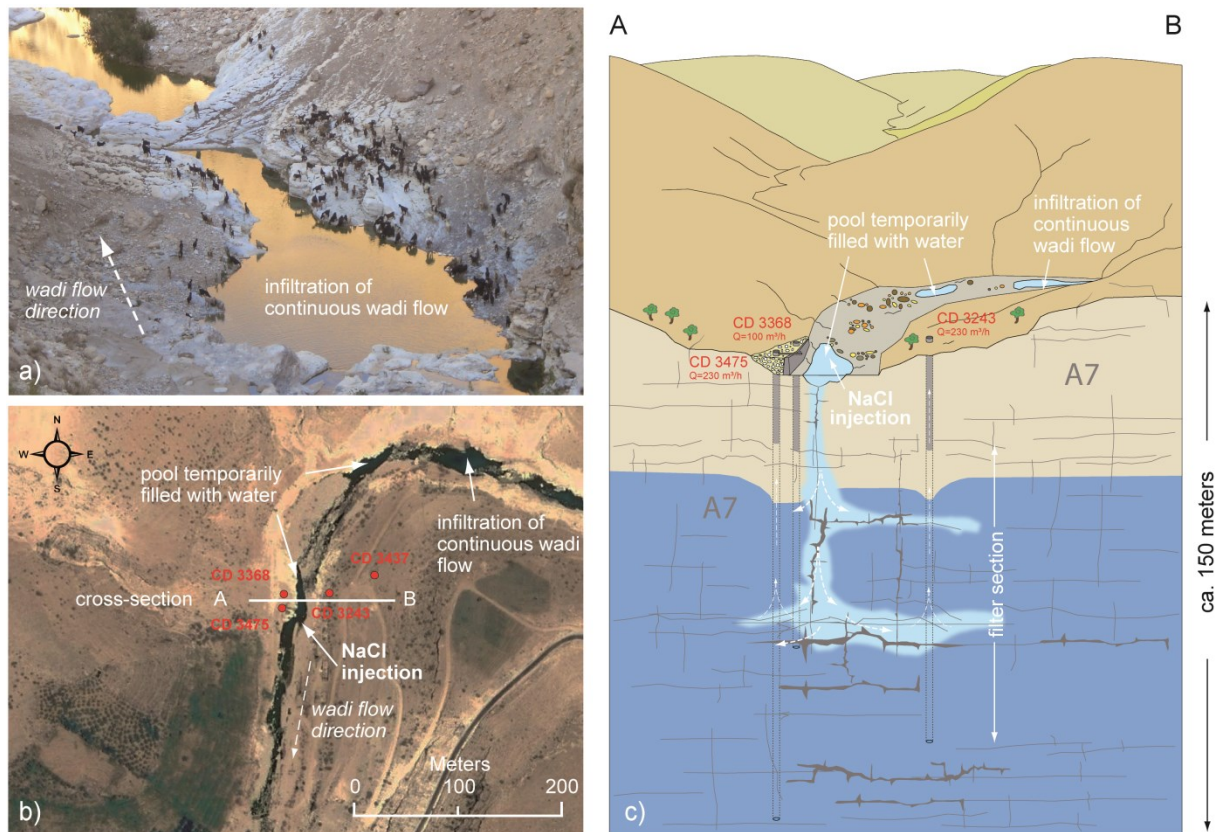 wadi flow
direction
infiltration of
continuous wadi flow
a)
N
W
E
S
pool temporarily
filled with water
infiltration of
continuous wadi
flow
CD 3437
CD 3368
cross-section
A
B
CD 3475
CD 3243
NaCl
injection
wadi flow
direction
Meters
0
100
200
b)
A
B
pool temporarily
filled with water
infiltration of
continuous
wadi flow
CD 3368
Q=100 m³/h
CD 3243
Q=230 m³/h
CD 3475
Q=230 m³/h
NaCl
injection
A7
A7
filter section
ca. 150 meters
c)